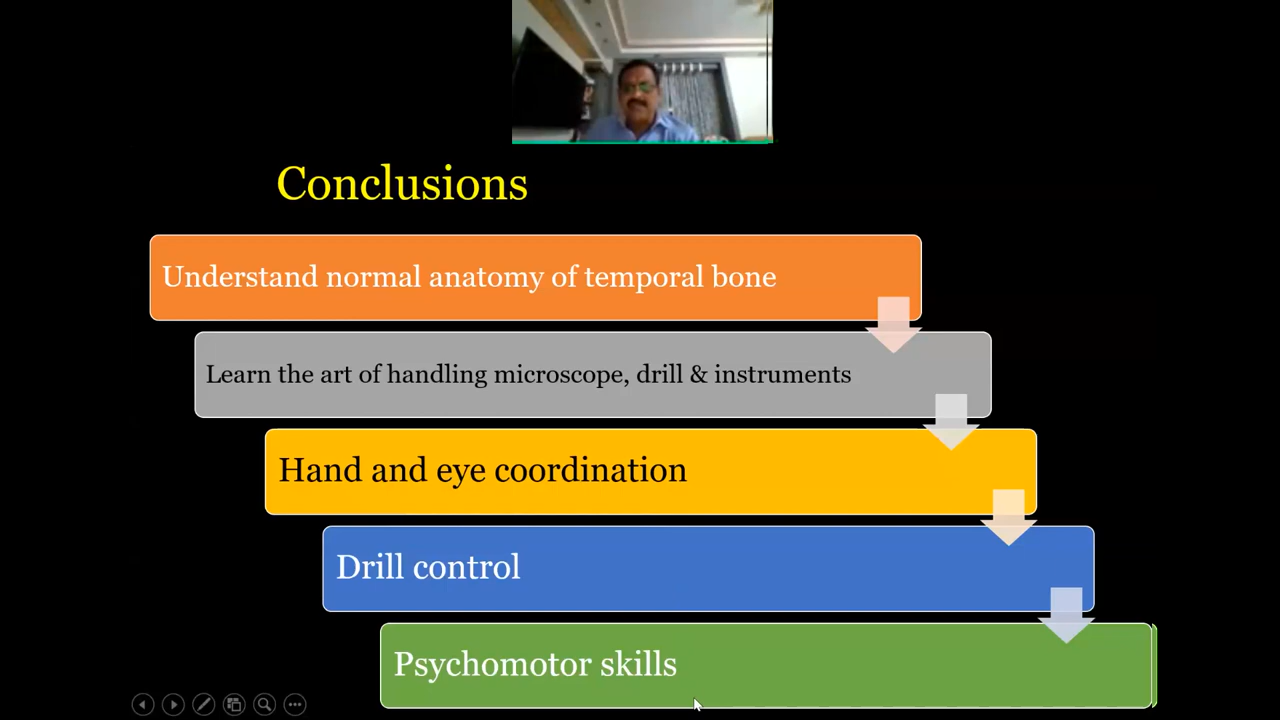 Conclusions
Understand normal anatomy of temporal bone
Learn the art of handling microscope, drill & instruments
Hand and eye coordination
Drill control
Psychomotor skills